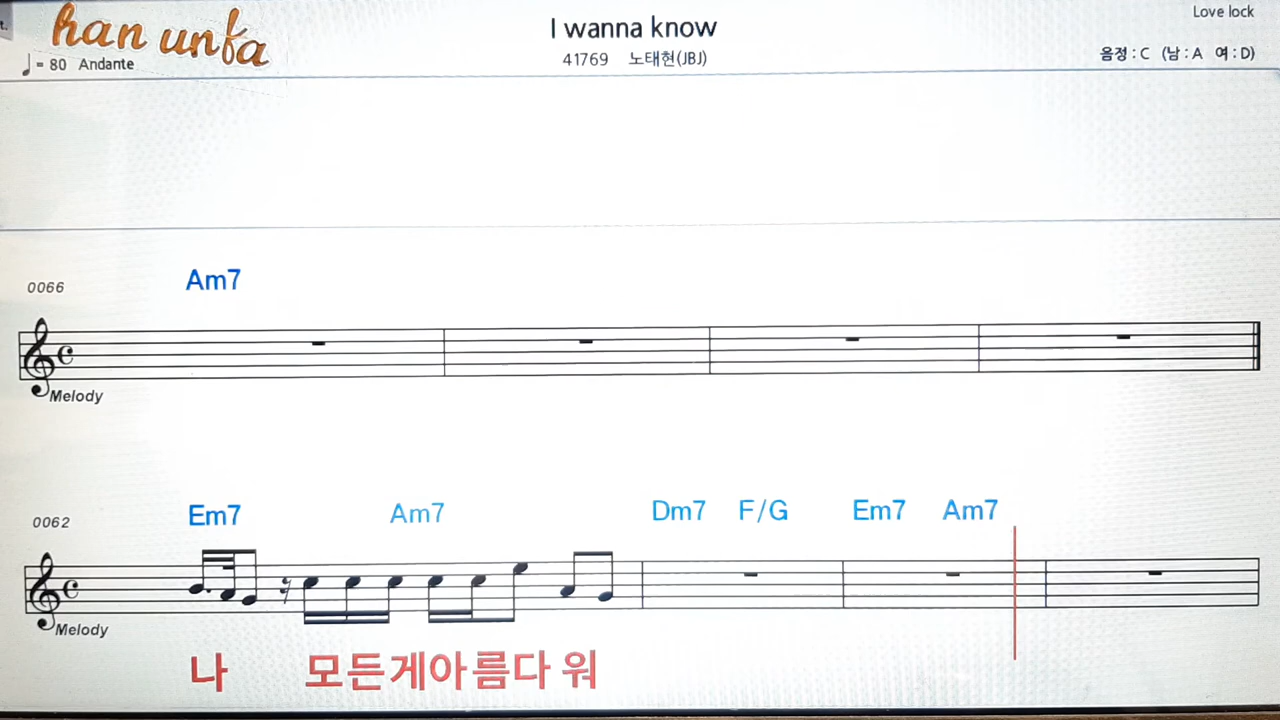 t.
han unfa
I wanna know
Love lock
♩ = 80 Andante
41769 노태현(JBJ)
음정 : C (남 : A 여 : D)
Am7
0066
Melody
Em7 Am7 Dm7 F/G Em7 Am7
0062
Melody
나 모든게아름다 워